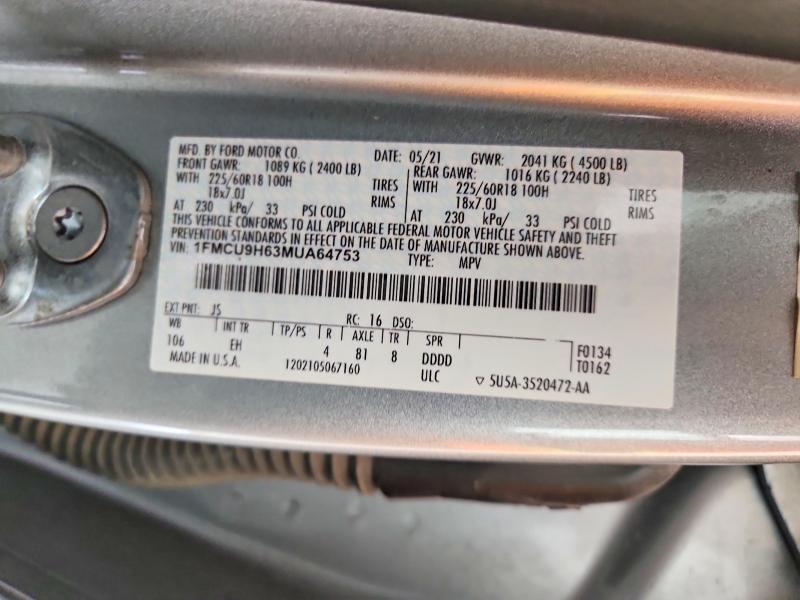 MFD. BY FORD MOTOR CO. DATE: 05/21 GVWR: 2041 KG ( 4500 LB)
FRONT GAWR: 1089 KG ( 2400 LB) REAR GAWR: 1016 KG ( 2240 LB)
WITH 225/60R18 100H TIRES WITH 225/60R18 100H TIRES
18x7.0J RIMS 18x7.0J RIMS
AT 230 kPa/ 33 PSI COLD AT 230 kPa/ 33 PSI COLD
THIS VEHICLE CONFORMS TO ALL APPLICABLE FEDERAL MOTOR VEHICLE SAFETY AND THEFT
PREVENTION STANDARDS IN EFFECT ON THE DATE OF MANUFACTURE SHOWN ABOVE.
VIN: 1FMCU9H63MUA64753 TYPE: MPV
EXT PNT: JS RC: 16 DSO:
WB INT TR TP/PS R AXLE TR SPR
106 EH 4 81 8 DDDD F0134
MADE IN U.S.A. 1202105067160 ULC T0162
▽ 5U5A-3520472-AA